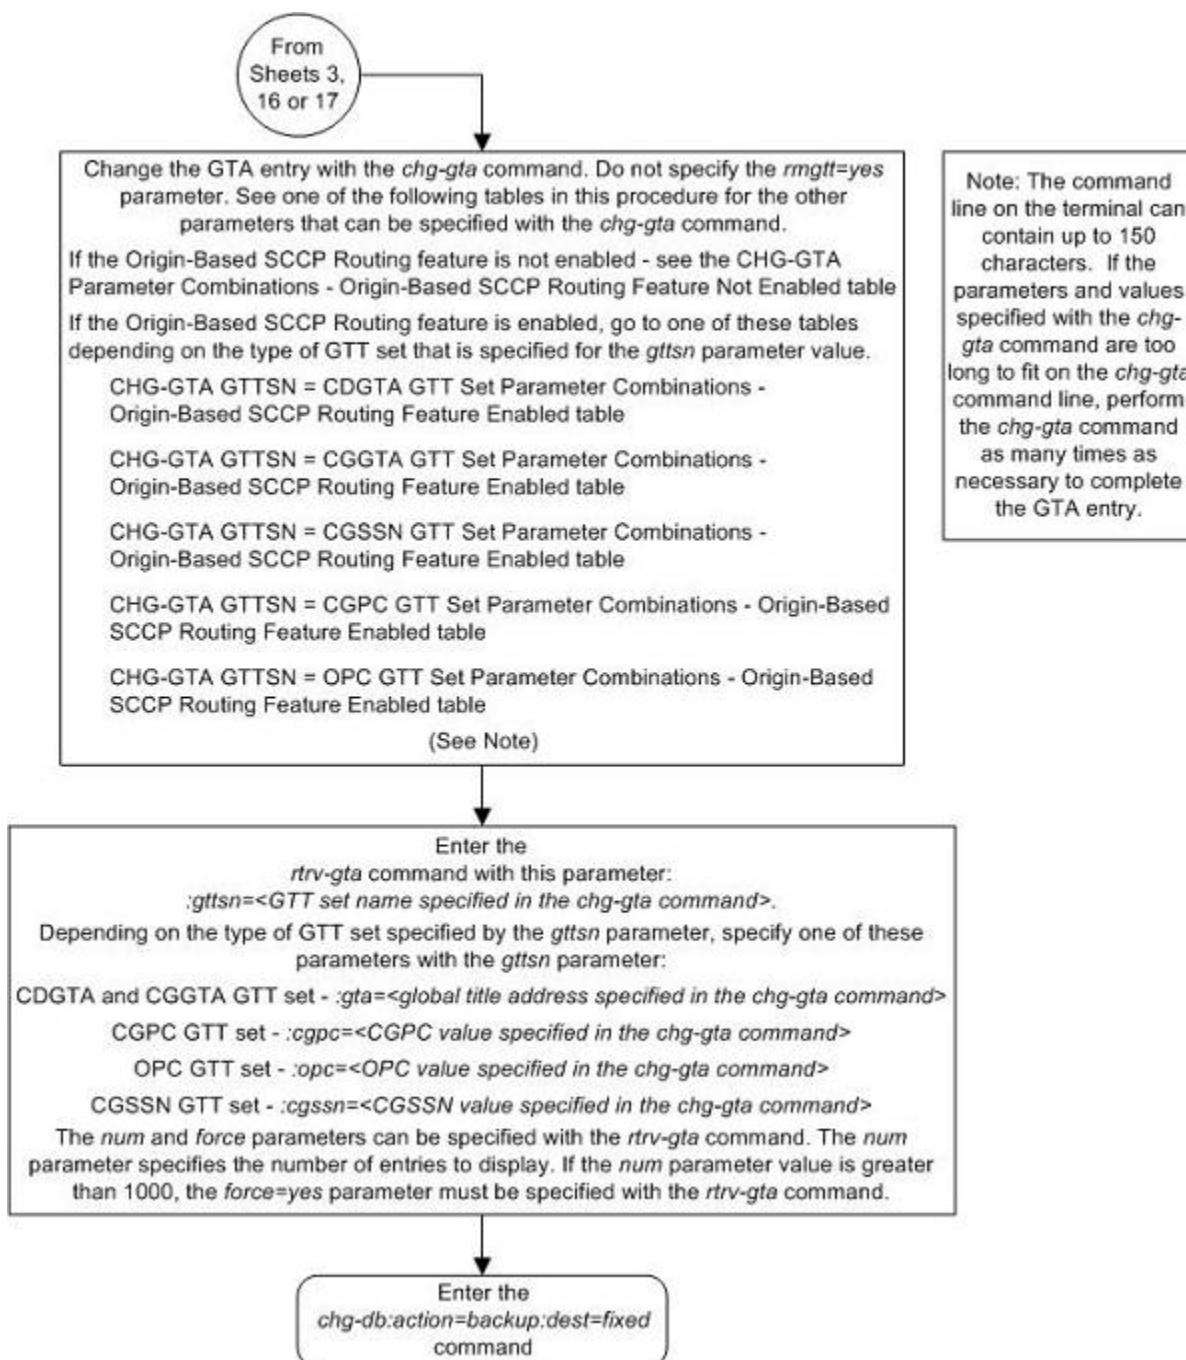 From
Sheets 3,
16 or 17
Change the GTA entry with the chg-gta command. Do not specify the rmgtt=yes
parameter. See one of the following tables in this procedure for the other
parameters that can be specified with the chg-gta command.
If the Origin-Based SCCP Routing feature is not enabled - see the CHG-GTA
Parameter Combinations - Origin-Based SCCP Routing Feature Not Enabled table
If the Origin-Based SCCP Routing feature is enabled, go to one of these tables
depending on the type of GTT set that is specified for the gttsn parameter value.
CHG-GTA GTTSN = CDGTA GTT Set Parameter Combinations -
Origin-Based SCCP Routing Feature Enabled table
CHG-GTA GTTSN = CGGTA GTT Set Parameter Combinations -
Origin-Based SCCP Routing Feature Enabled table
CHG-GTA GTTSN = CGSSN GTT Set Parameter Combinations -
Origin-Based SCCP Routing Feature Enabled table
CHG-GTA GTTSN = CGPC GTT Set Parameter Combinations - Origin-Based
SCCP Routing Feature Enabled table
CHG-GTA GTTSN = OPC GTT Set Parameter Combinations - Origin-Based
SCCP Routing Feature Enabled table
(See Note)
Note: The command
line on the terminal can
contain up to 150
characters. If the
parameters and values
specified with the chg-
gta command are too
long to fit on the chg-gta
command line, perform
the chg-gta command
as many times as
necessary to complete
the GTA entry.
Enter the
rtrv-gta command with this parameter:
:gttsn=<GTT set name specified in the chg-gta command>.
Depending on the type of GTT set specified by the gttsn parameter, specify one of these
parameters with the gttsn parameter:
CDGTA and CGGTA GTT set - :gta=<global title address specified in the chg-gta command>
CGPC GTT set - :cgpc=<CGPC value specified in the chg-gta command>
OPC GTT set - :opc=<OPC value specified in the chg-gta command>
CGSSN GTT set - :cgssn=<CGSSN value specified in the chg-gta command>
The num and force parameters can be specified with the rtrv-gta command. The num
parameter specifies the number of entries to display. If the num parameter value is greater
than 1000, the force=yes parameter must be specified with the rtrv-gta command.
Enter the
chg-db:action=backup:dest=fixed
command